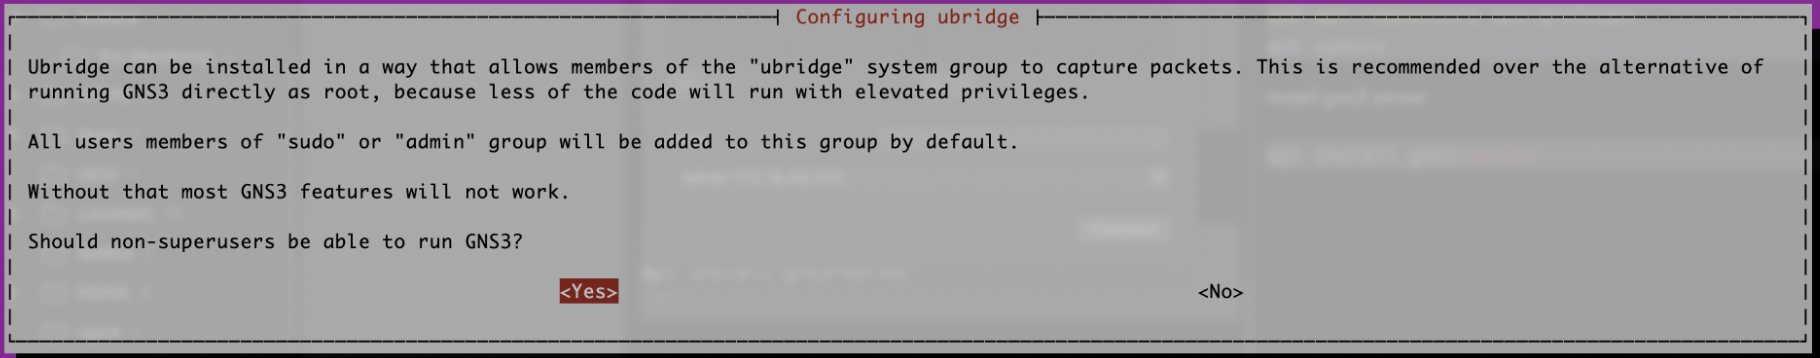 Configuring ubridge
Ubridge can be installed in a way that allows members of the "ubridge" system group to capture packets. This is recommended over the alternative of
running GNS3 directly as root, because less of the code will run with elevated privileges.
All users members of "sudo" or "admin" group will be added to this group by default.
Without that most GNS3 features will not work.
Should non-superusers be able to run GNS3?
<Yes> <No>